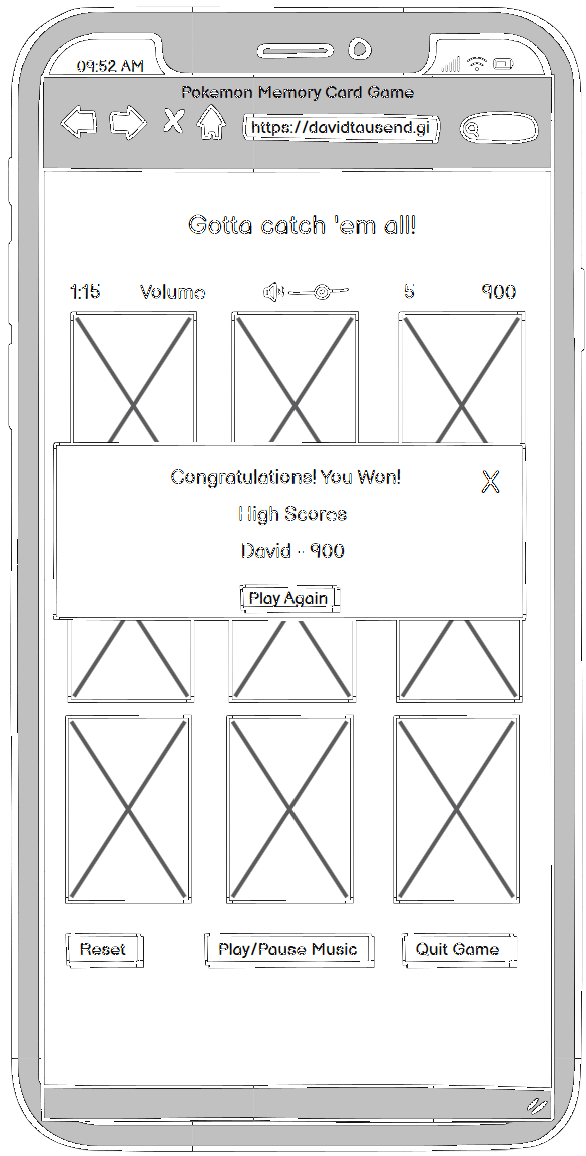 09:52 AM
Pokemon Memory Card Game
https://davidtausend.gi
Gotta catch 'em all!
1:15 Volume 5 900
Congratulations! You Won!
X
High Scores
David - 900
Play Again
Reset Play/Pause Music Quit Game